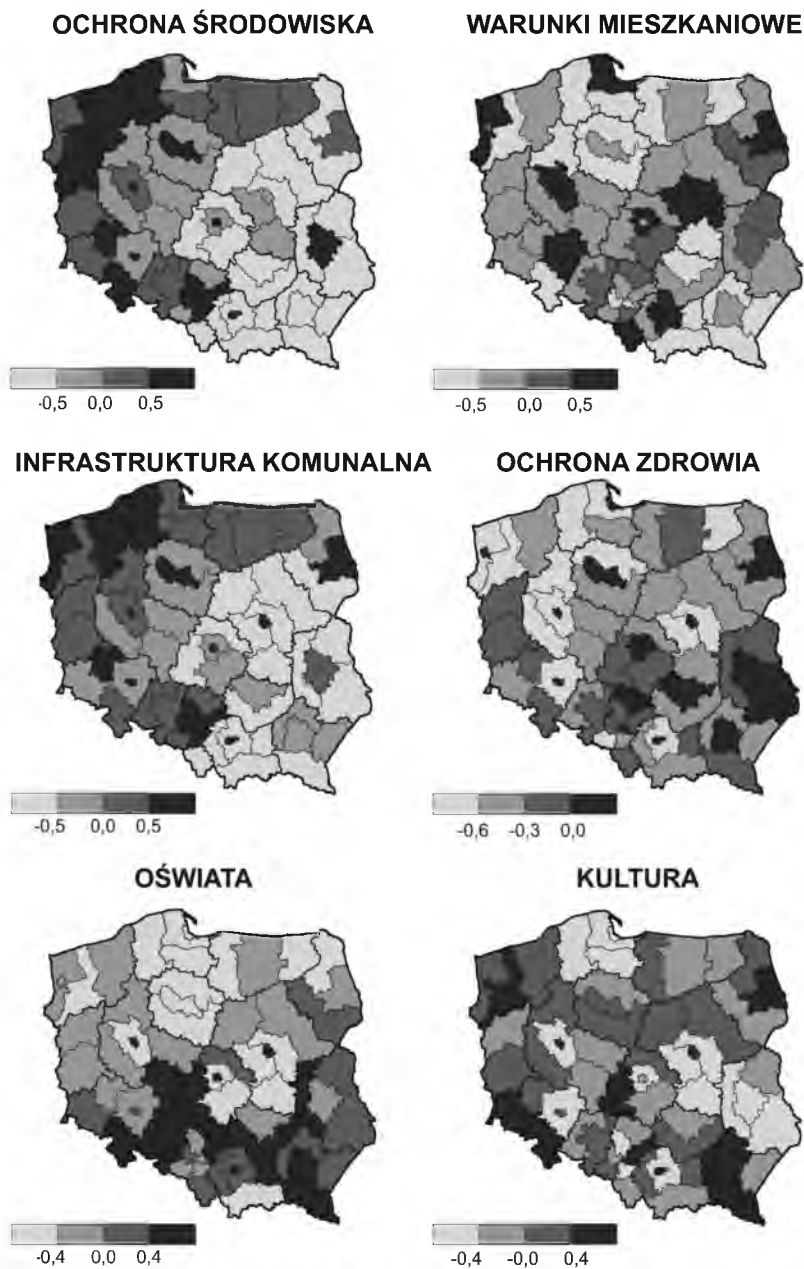 OCHRONA ŚRODOWISKA WARUNKI MIESZKANIOWE
-0,5 0,0 0,5 -0,5 0,0 0,5
INFRASTRUKTURA KOMUNALNA OCHRONA ZDROWIA
-0,5 0,0 0,5 -0,6 -0,3 0,0
OŚWIATA KULTURA
-0,4 0,0 0,4 -0,4 -0,0 0,4